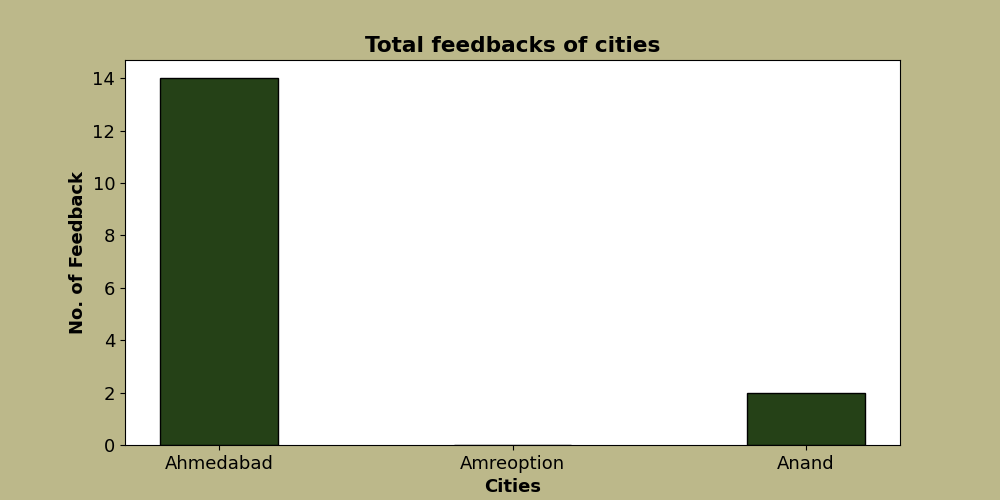 Total feedbacks of cities
No. of Feedback
14
12
10
8
6
4
2
0
Ahmedabad Amreoption Anand
Cities